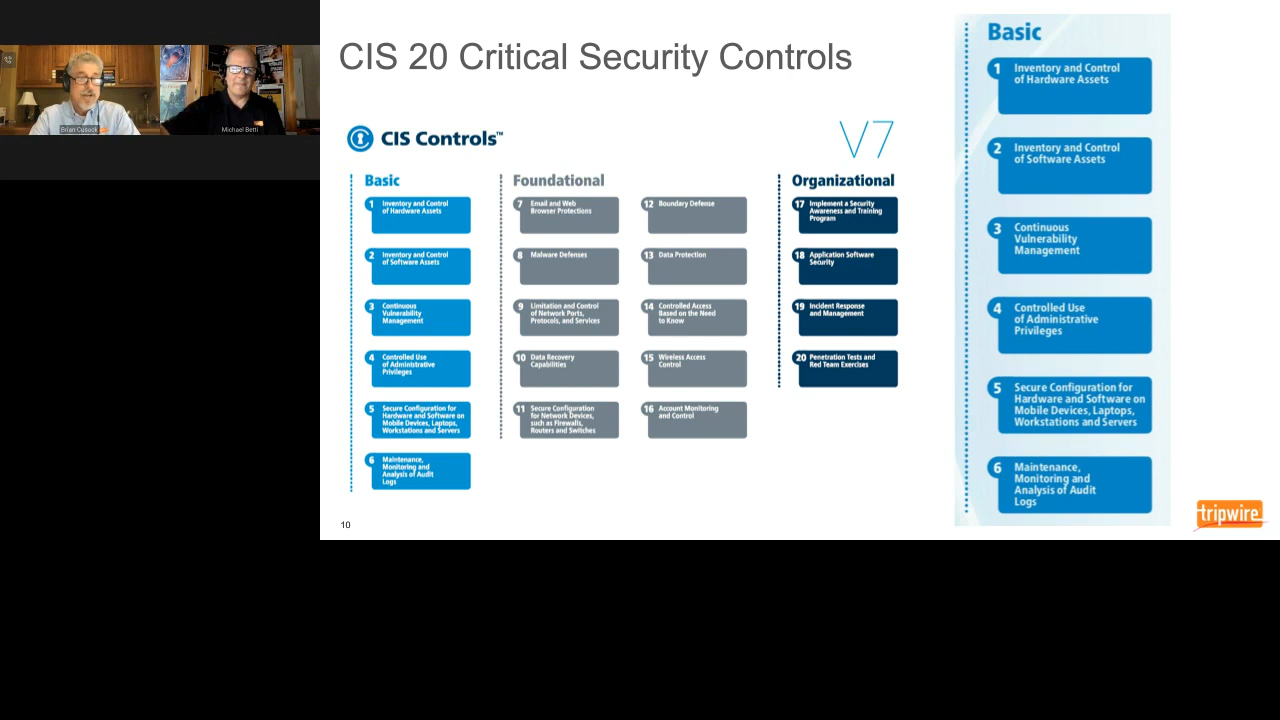 Brian Cusack
Michael Betti
CIS 20 Critical Security Controls
CIS Controls™
V7
Basic
1 Inventory and Control
of Hardware Assets
2 Inventory and Control
of Software Assets
3 Continuous
Vulnerability
Management
4 Controlled Use
of Administrative
Privileges
5 Secure Configuration for
Hardware and Software on
Mobile Devices, Laptops,
Workstations and Servers
6 Maintenance,
Monitoring and
Analysis of Audit
Logs
Foundational
7 Email and Web
Browser Protections
8 Malware Defenses
9 Limitation and Control
of Network Ports,
Protocols, and Services
10 Data Recovery
Capabilities
11 Secure Configuration
for Network Devices,
such as Firewalls,
Routers and Switches
12 Boundary Defense
13 Data Protection
14 Controlled Access
Based on the Need
to Know
15 Wireless Access
Control
16 Account Monitoring
and Control
Organizational
17 Implement a Security
Awareness and Training
Program
18 Application Software
Security
19 Incident Response
and Management
20 Penetration Tests and
Red Team Exercises
Basic
1 Inventory and Control
of Hardware Assets
2 Inventory and Control
of Software Assets
3 Continuous
Vulnerability
Management
4 Controlled Use
of Administrative
Privileges
5 Secure Configuration for
Hardware and Software on
Mobile Devices, Laptops,
Workstations and Servers
6 Maintenance,
Monitoring and
Analysis of Audit
Logs
10
tripwire